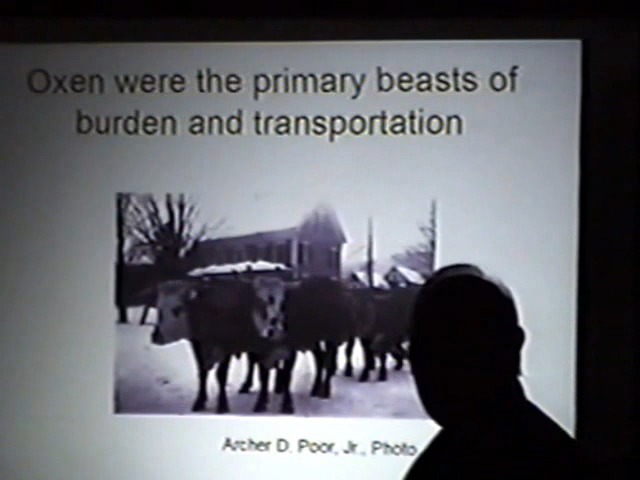 Oxen were the primary beasts of
burden and transportation
Archer D. Poor, Jr., Photo